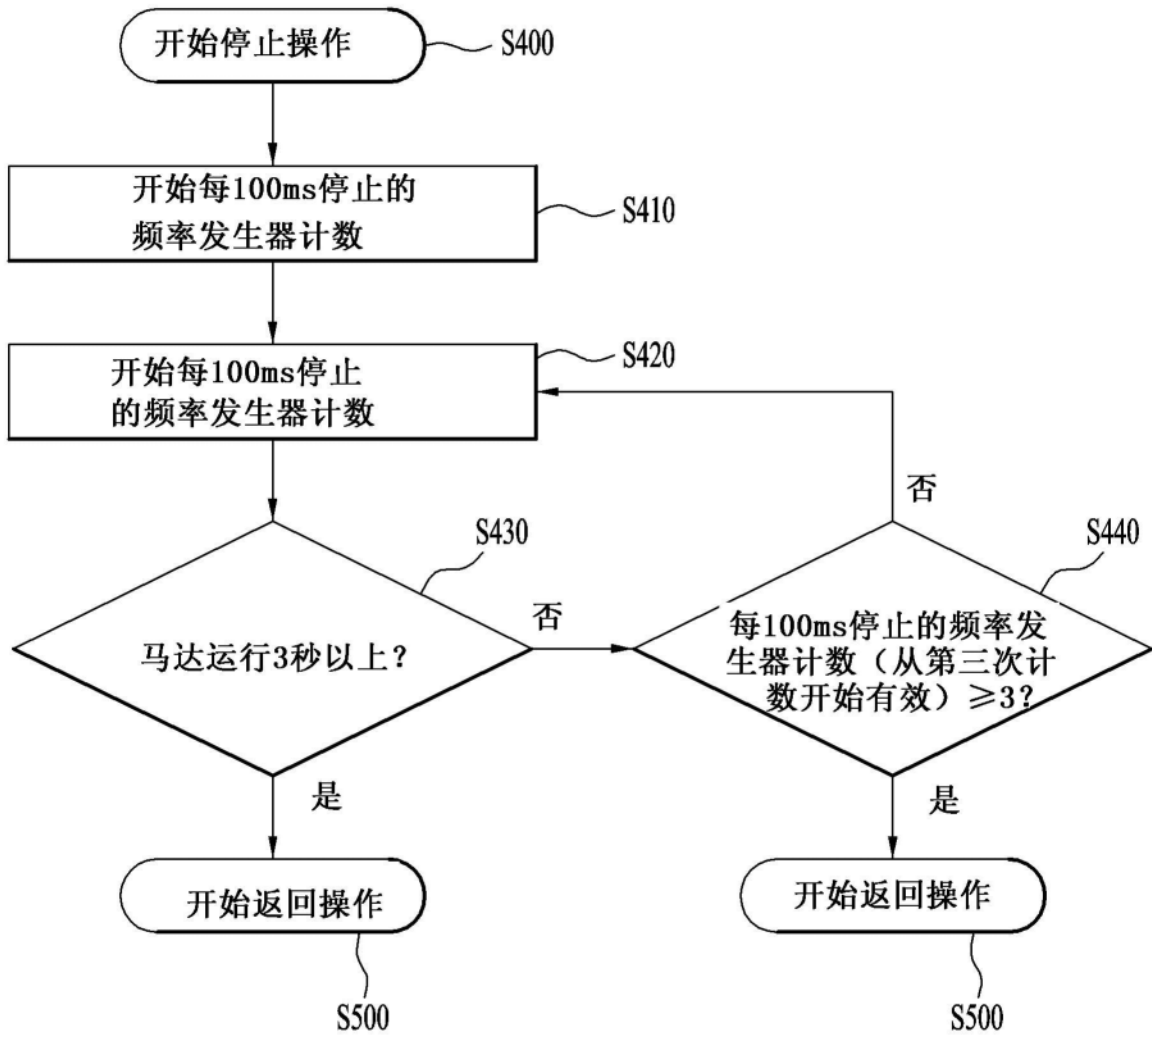 开始停止操作
S400
开始每100ms停止的
频率发生器计数
S410
开始每100ms停止
的频率发生器计数
S420
马达运行3秒以上?
S430
否
是
每100ms停止的频率发
生器计数（从第三次计
数开始有效）≥3?
S440
否
是
开始返回操作
S500
开始返回操作
S500